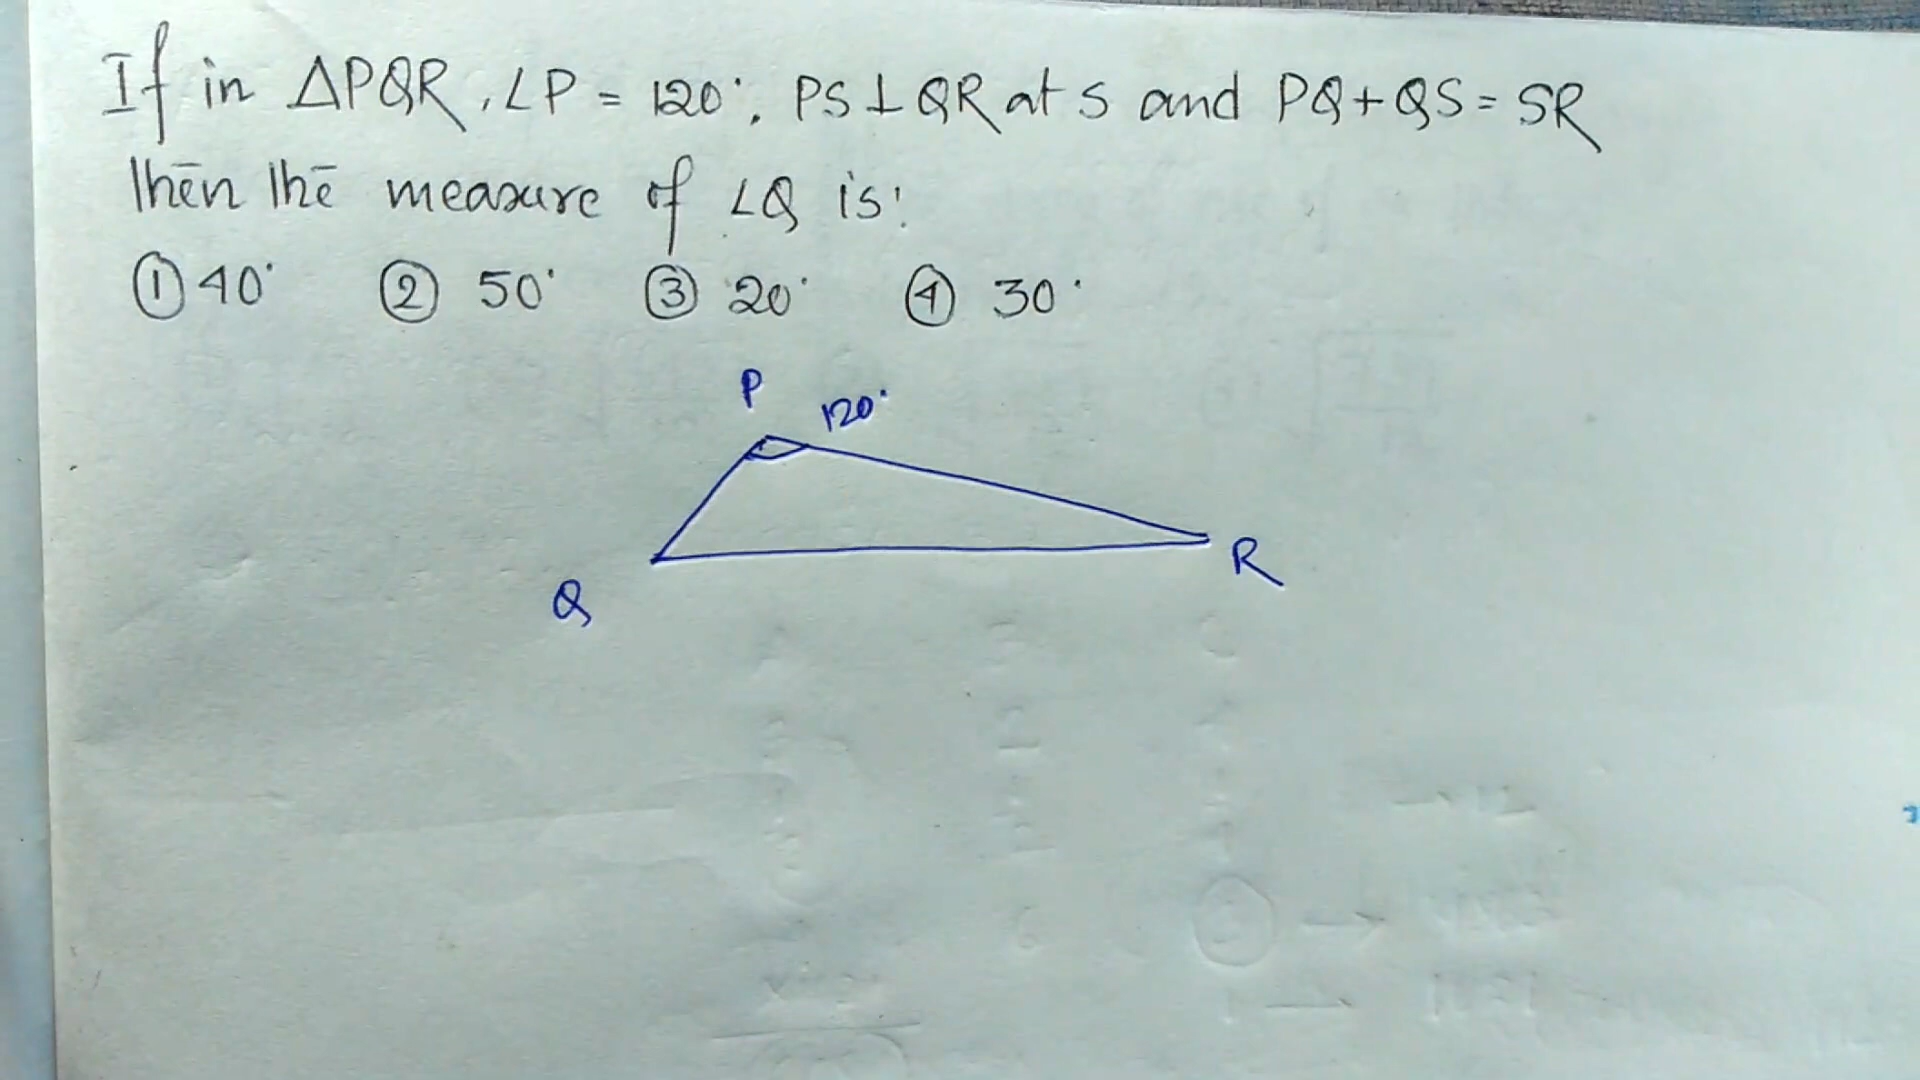 If in ΔPQR, ∠P = 120°, PS ⊥ QR at S and PQ + QS = SR
then the measure of ∠Q is:
① 40° ② 50° ③ 20° ④ 30°
P 120°
R
Q